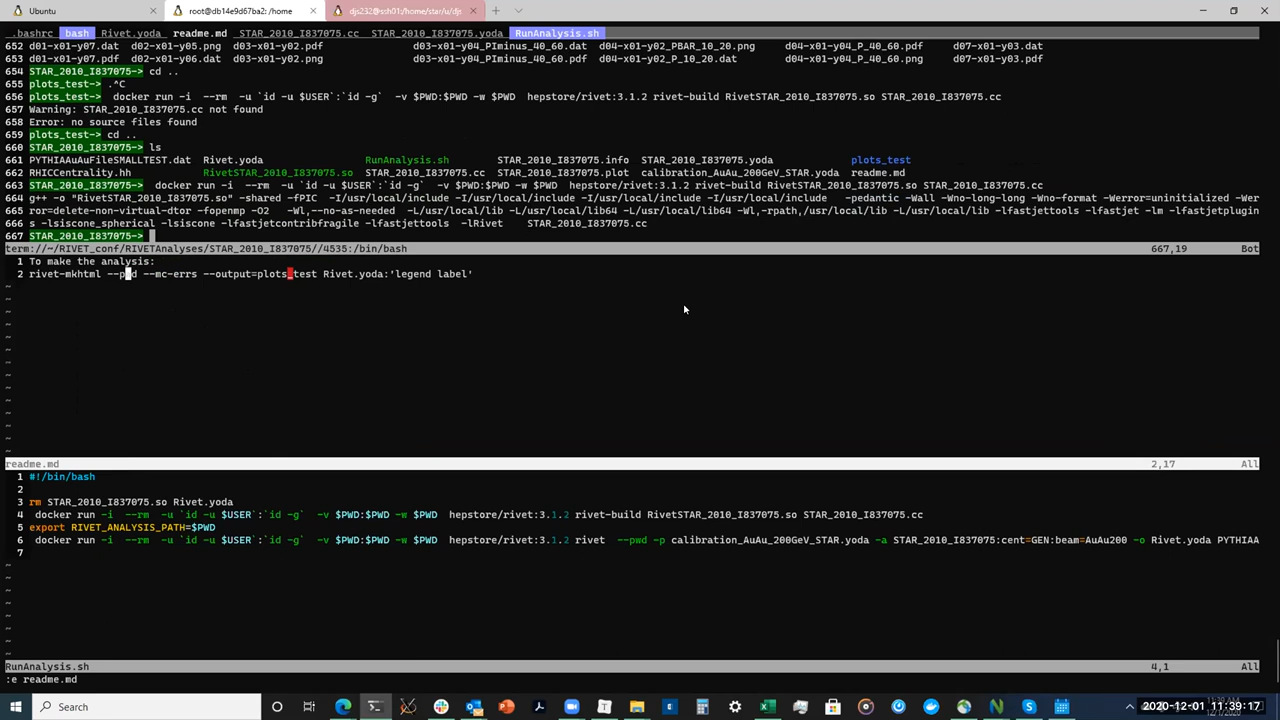 Ubuntu
root@db14e9d67ba2: /home
djs232@ssh01:/home/star/u/djs
.bashrc bash Rivet.yoda readme.md STAR_2010_I837075.cc STAR_2010_I837075.yoda RunAnalysis.sh
652 d01-x01-y07.dat d02-x01-y05.png d03-x01-y02.pdf d03-x01-y04_PIminus_40_60.dat d04-x01-y02_PBAR_10_20.png d04-x01-y04_P_40_60.pdf d07-x01-y03.dat
653 d01-x01-y07.pdf d02-x01-y06.dat d03-x01-y02.png d03-x01-y04_PIminus_40_60.pdf d04-x01-y02_P_10_20.dat d04-x01-y04_P_40_60.png d07-x01-y03.pdf
654 STAR_2010_I837075-> cd ..
655 plots_test-> .^C
656 plots_test-> docker run -i --rm -u `id -u $USER`:`id -g` -v $PWD:$PWD -w $PWD hepstore/rivet:3.1.2 rivet-build RivetSTAR_2010_I837075.so STAR_2010_I837075.cc
657 Warning: STAR_2010_I837075.cc not found
658 Error: no source files found
659 plots_test-> cd ..
660 STAR_2010_I837075-> ls
661 PYTHIAAuAuFileSMALLTEST.dat Rivet.yoda RunAnalysis.sh STAR_2010_I837075.info STAR_2010_I837075.yoda plots_test
662 RHICCentrality.hh RivetSTAR_2010_I837075.so STAR_2010_I837075.cc STAR_2010_I837075.plot calibration_AuAu_200GeV_STAR.yoda readme.md
663 STAR_2010_I837075-> docker run -i --rm -u `id -u $USER`:`id -g` -v $PWD:$PWD -w $PWD hepstore/rivet:3.1.2 rivet-build RivetSTAR_2010_I837075.so STAR_2010_I837075.cc
664 g++ -o "RivetSTAR_2010_I837075.so" -shared -fPIC -I/usr/local/include -I/usr/local/include -I/usr/local/include -I/usr/local/include -pedantic -Wall -Wno-long-long -Wno-format -Werror=uninitialized -Wer
665 ror=delete-non-virtual-dtor -fopenmp -O2 -Wl,--no-as-needed -L/usr/local/lib -L/usr/local/lib64 -L/usr/local/lib64 -Wl,-rpath,/usr/local/lib -lfastjettools -lfastjet -lm -lfastjetplugin
666 s -lsiscone_spherical -lsiscone -lfastjetcontribfragile -lfastjettools -lRivet STAR_2010_I837075.cc
667 STAR_2010_I837075->
term://~/RIVET_conf/RIVETAnalyses/STAR_2010_I837075//4535:/bin/bash 667,19 Bot
1 To make the analysis:
2 rivet-mkhtml --p d --mc-errs --output=plots_test Rivet.yoda:'legend label'
~
~
~
~
~
~
~
~
~
~
~
~
~
~
readme.md 2,17 All
1 #!/bin/bash
2
3 rm STAR_2010_I837075.so Rivet.yoda
4 docker run -i --rm -u `id -u $USER`:`id -g` -v $PWD:$PWD -w $PWD hepstore/rivet:3.1.2 rivet-build RivetSTAR_2010_I837075.so STAR_2010_I837075.cc
5 export RIVET_ANALYSIS_PATH=$PWD
6 docker run -i --rm -u `id -u $USER`:`id -g` -v $PWD:$PWD -w $PWD hepstore/rivet:3.1.2 rivet --pwd -p calibration_AuAu_200GeV_STAR.yoda -a STAR_2010_I837075:cent=GEN:beam=AuAu200 -o Rivet.yoda PYTHIAA
7
~
~
~
~
~
~
~
~
RunAnalysis.sh 4,1 All
:e readme.md
Search
2020-12-01 11:39:17